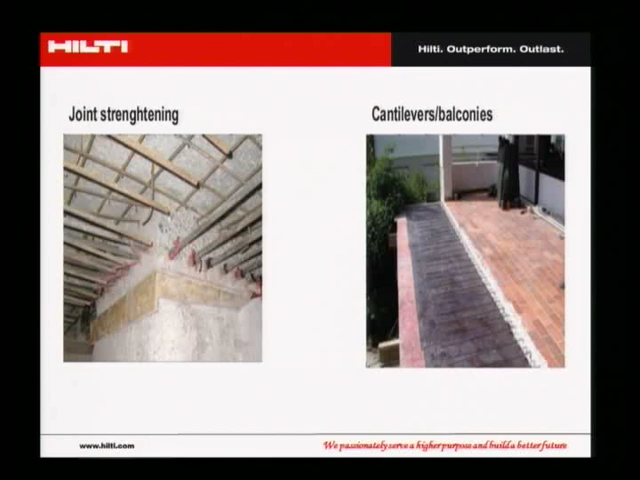 HILTI
Hilti. Outperform. Outlast.
Joint strenghtening
Cantilevers/balconies
www.hilti.com
We passionately serve a higher purpose and build a better future